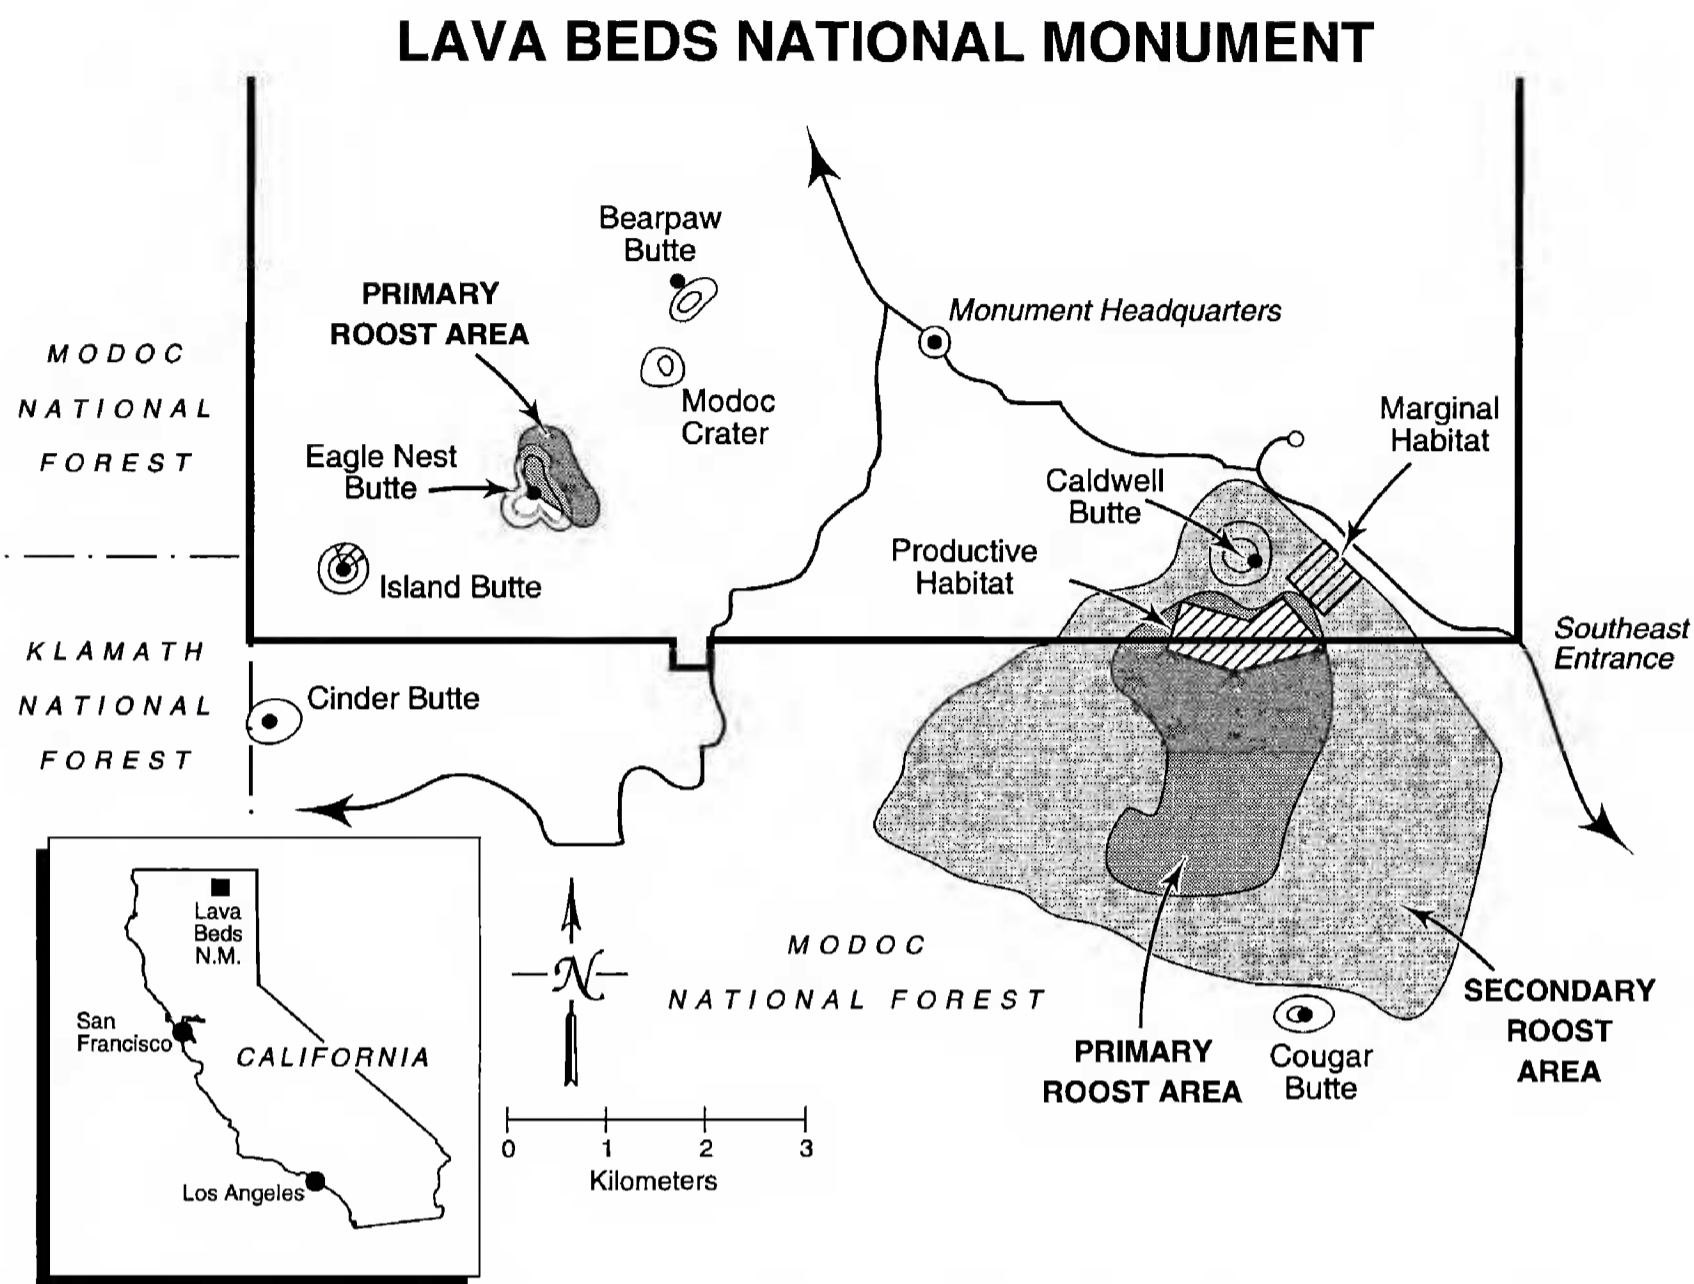 LAVA BEDS NATIONAL MONUMENT
Bearpaw
Butte
PRIMARY
ROOST AREA
Monument Headquarters
MODOC
NATIONAL
FOREST
Modoc
Crater
Marginal
Habitat
Eagle Nest
Butte
Caldwell
Butte
Productive
Habitat
Island Butte
Southeast
Entrance
KLAMATH
NATIONAL
FOREST
Cinder Butte
Lava
Beds
N.M.
San
Francisco
CALIFORNIA
Los Angeles
N
MODOC
NATIONAL FOREST
SECONDARY
ROOST
AREA
PRIMARY
ROOST AREA
Cougar
Butte
0 1 2 3
Kilometers